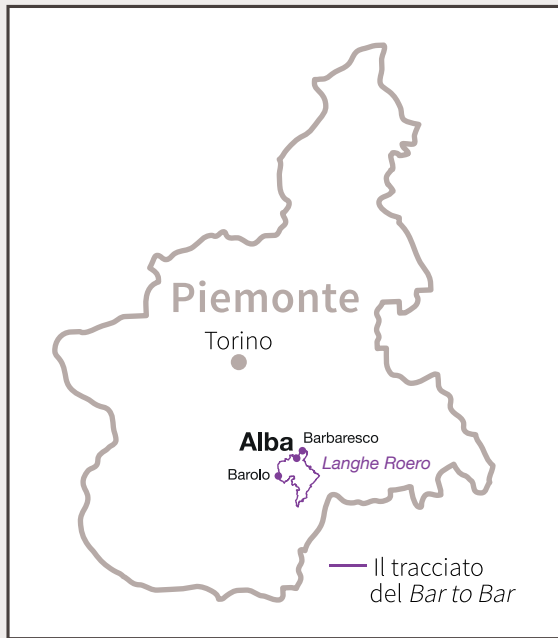 Piemonte
Torino
Alba
Barbaresco
Langhe Roero
Barolo
Il tracciato
del Bar to Bar